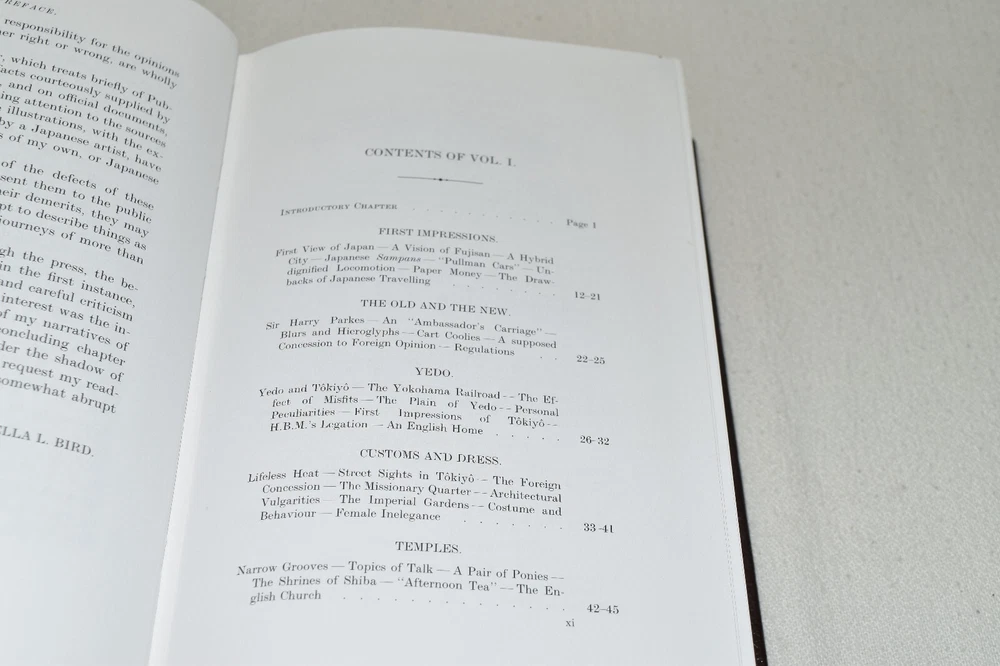 REFACE.
responsibility for the opinions
her right or wrong, are wholly
, which treats briefly of Pub-
facts courteously supplied by
, and on official documents,
ing attention to the sources
illustrations, with the ex-
by a Japanese artist, have
s of my own, or Japanese
of the defects of these
sent them to the public
heir demerits, they may
pt to describe things as
journeys of more than
gh the press, the be-
in the first instance,
and careful criticism
interest was the in-
of my narratives of
concluding chapter
der the shadow of
request my read-
somewhat abrupt
ELLA L. BIRD.
CONTENTS OF VOL. I.
INTRODUCTORY CHAPTER . . . . . . . . . . . Page 1
FIRST IMPRESSIONS.
First View of Japan — A Vision of Fujisan — A Hybrid
City — Japanese Sampans — "Pullman Cars" — Un-
dignified Locomotion — Paper Money — The Draw-
backs of Japanese Travelling . . . . . . . . 12-21
THE OLD AND THE NEW.
Sir Harry Parkes — An "Ambassador's Carriage" —
Blurs and Hieroglyphs — Cart Coolies — A supposed
Concession to Foreign Opinion — Regulations . . 22-25
YEDO.
Yedo and Tôkiyô — The Yokohama Railroad — The Ef-
fect of Misfits — The Plain of Yedo — Personal
Peculiarities — First Impressions of Tôkiyô —
H.B.M.'s Legation — An English Home . . . . . 26-32
CUSTOMS AND DRESS.
Lifeless Heat — Street Sights in Tôkiyô — The Foreign
Concession — The Missionary Quarter — Architectural
Vulgarities — The Imperial Gardens — Costume and
Behaviour — Female Inelegance . . . . . . . 33-41
TEMPLES.
Narrow Grooves — Topics of Talk — A Pair of Ponies —
The Shrines of Shiba — "Afternoon Tea" — The En-
glish Church . . . . . . . . . . . . . 42-45
xi